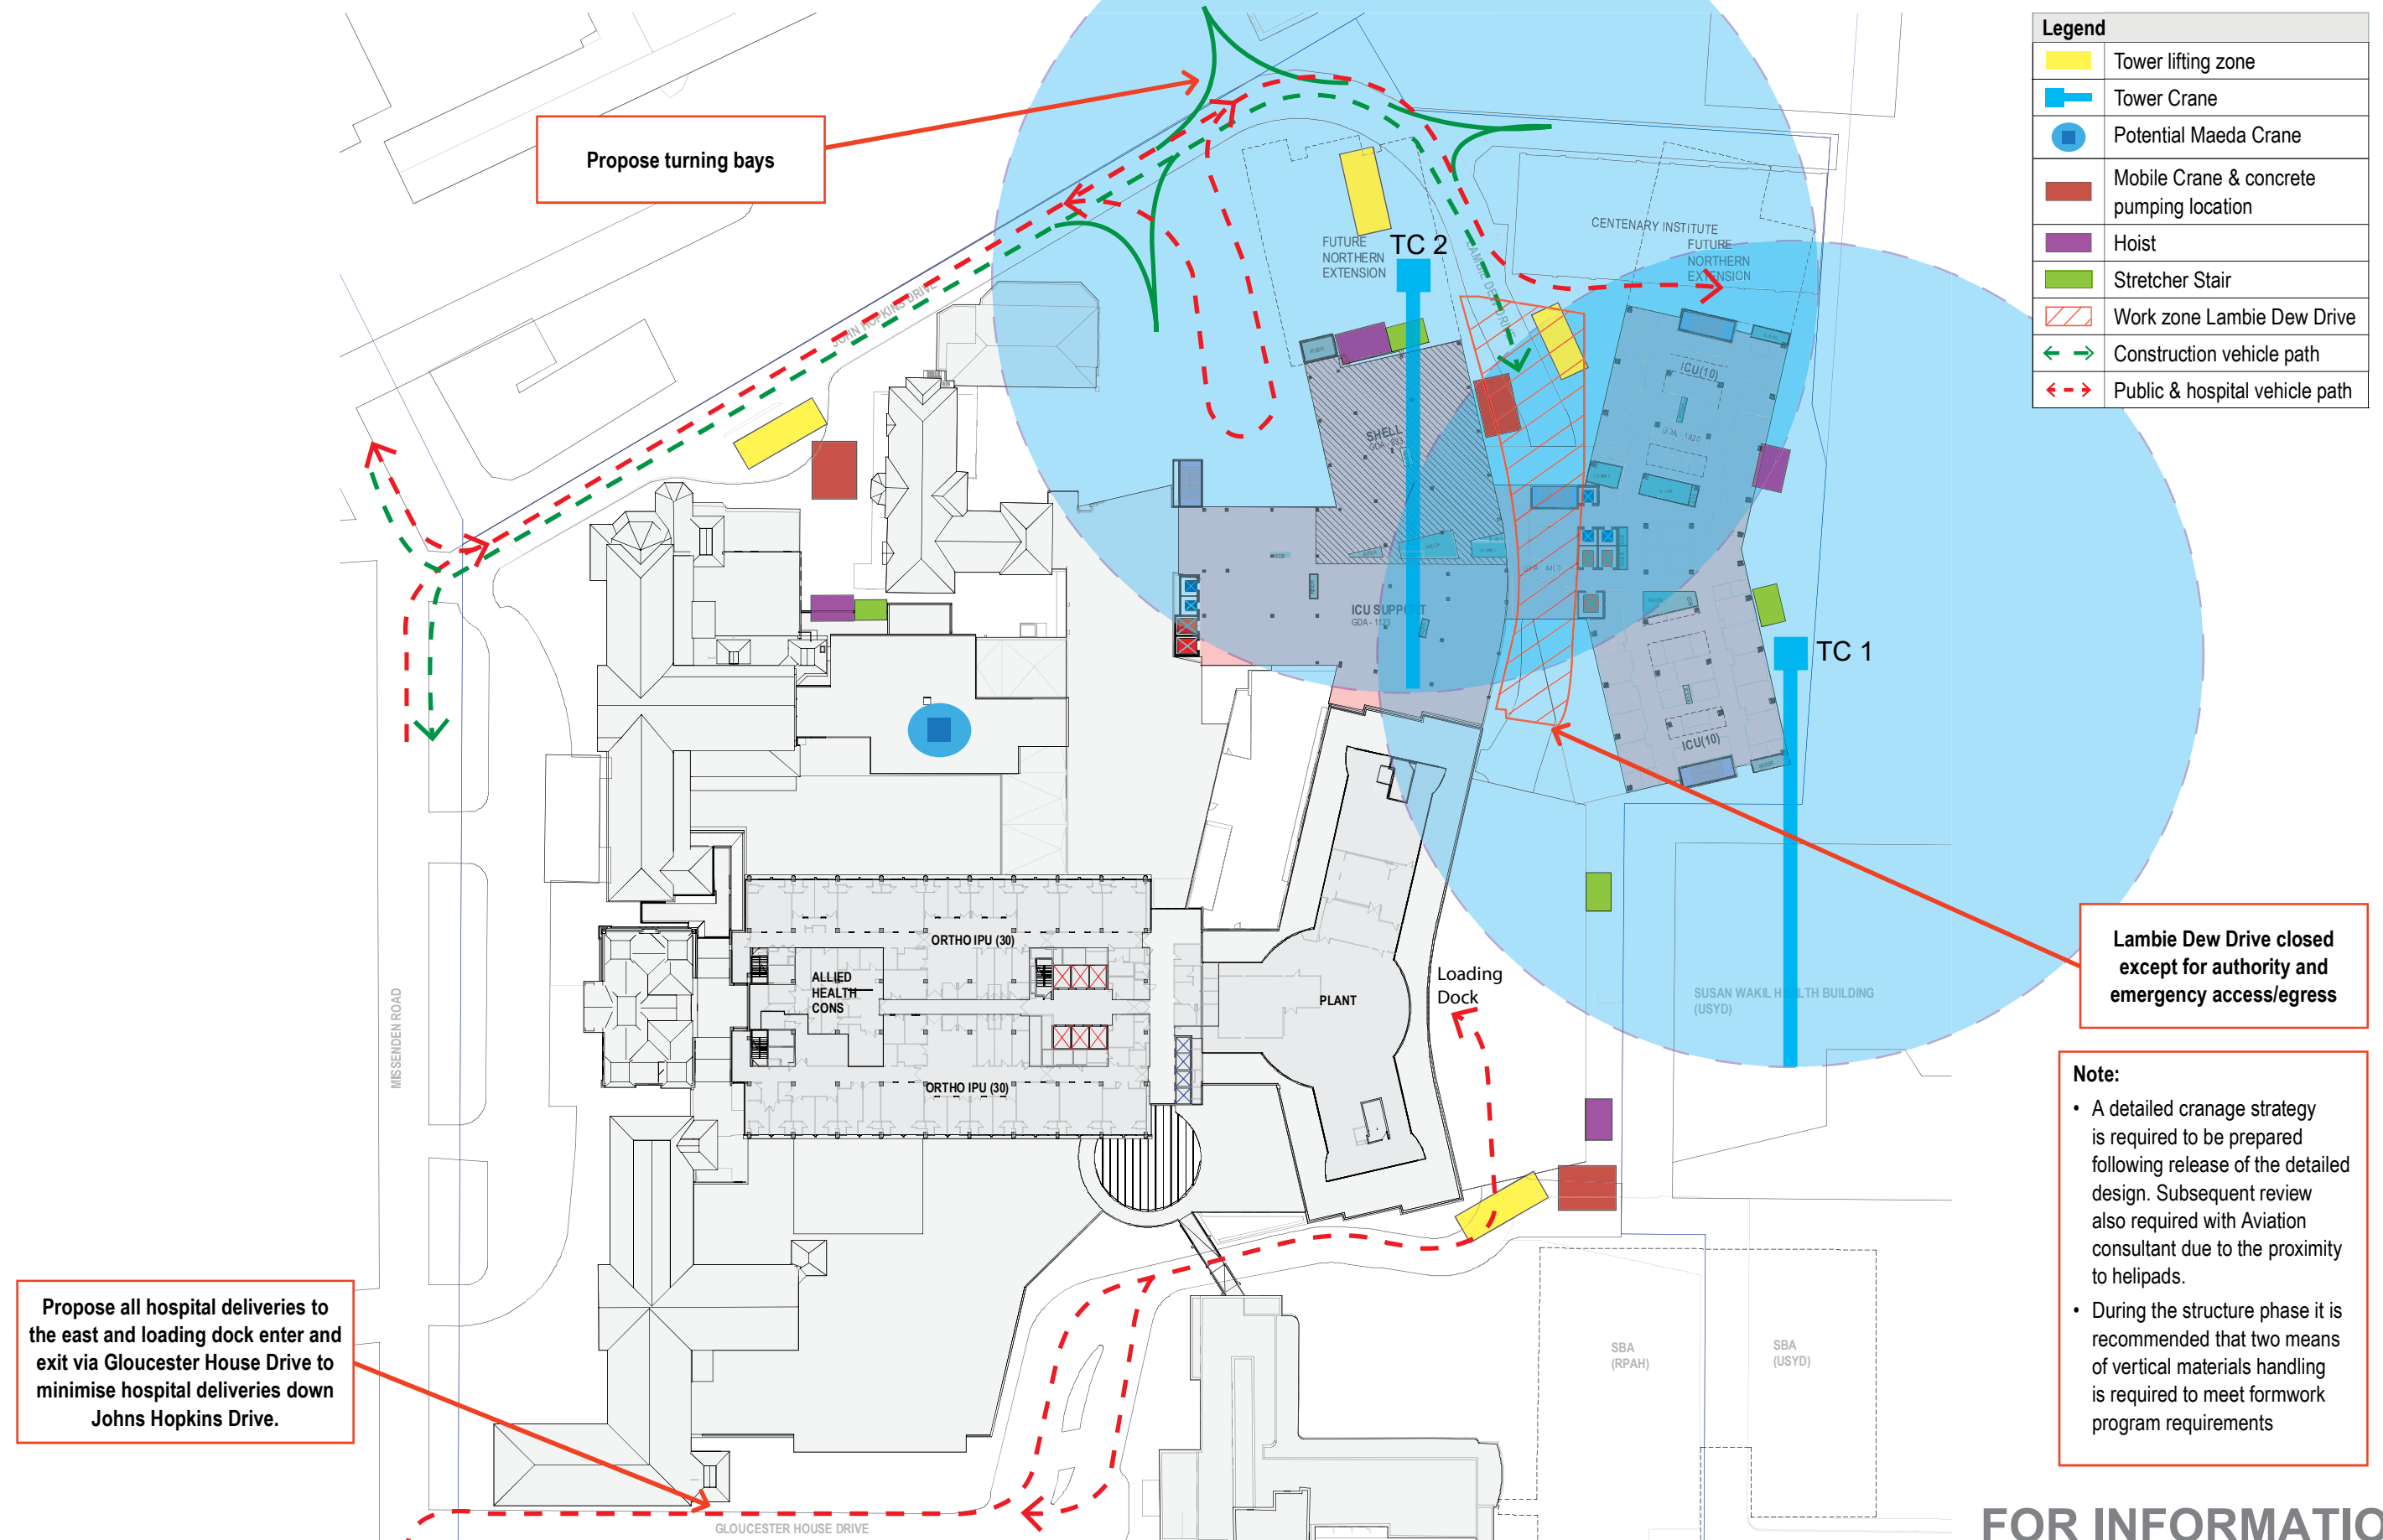 Legend
Tower lifting zone
Tower Crane
Potential Maeda Crane
Mobile Crane & concrete
pumping location
Hoist
Stretcher Stair
Work zone Lambie Dew Drive
Construction vehicle path
Public & hospital vehicle path
Propose turning bays
CENTENARY INSTITUTE
FUTURE
NORTHERN
EXTENSION
TC 2
FUTURE
NORTHERN
EXTENSION
LAMBIE DEW DRIVE
JOHN HOPKINS DRIVE
ICU(10)
GDA - 1820
SHELL
ICU SUPPORT
GDA - 1123
TC 1
ICU(10)
Lambie Dew Drive closed
except for authority and
emergency access/egress
ORTHO IPU (30)
ALLIED
HEALTH
CONS
Loading
Dock
PLANT
SUSAN WAKIL HEALTH BUILDING
(USYD)
MISSENDEN ROAD
ORTHO IPU (30)
Note:
• A detailed cranage strategy
is required to be prepared
following release of the detailed
design. Subsequent review
also required with Aviation
consultant due to the proximity
to helipads.
• During the structure phase it is
recommended that two means
of vertical materials handling
is required to meet formwork
program requirements
Propose all hospital deliveries to
the east and loading dock enter and
exit via Gloucester House Drive to
minimise hospital deliveries down
Johns Hopkins Drive.
SBA
(RPAH)
SBA
(USYD)
GLOUCESTER HOUSE DRIVE
FOR INFORMATIO